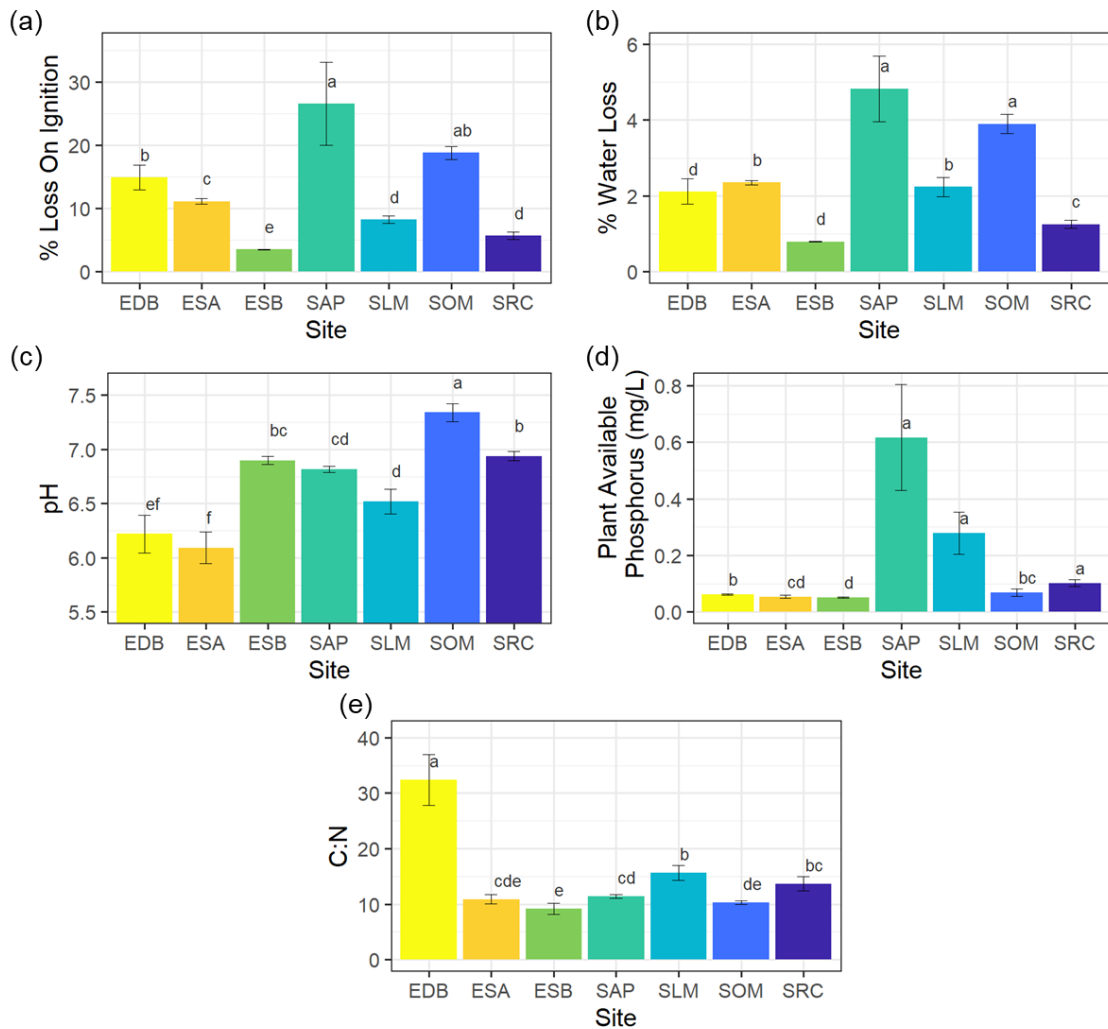 (a)
% Loss On Ignition
30
20
10
0
b
c
e
a
d
ab
d
EDB ESA ESB SAP SLM SOM SRC
Site
(b)
% Water Loss
6
4
2
0
d
b
d
a
b
a
c
EDB ESA ESB SAP SLM SOM SRC
Site
(c)
pH
7.5
7.0
6.5
6.0
5.5
ef
f
bc
cd
d
a
b
EDB ESA ESB SAP SLM SOM SRC
Site
(d)
Plant Available
Phosphorus (mg/L)
0.8
0.6
0.4
0.2
0.0
b
cd
d
a
a
bc
a
EDB ESA ESB SAP SLM SOM SRC
Site
(e)
C:N
40
30
20
10
0
a
cde
e
cd
b
de
bc
EDB ESA ESB SAP SLM SOM SRC
Site